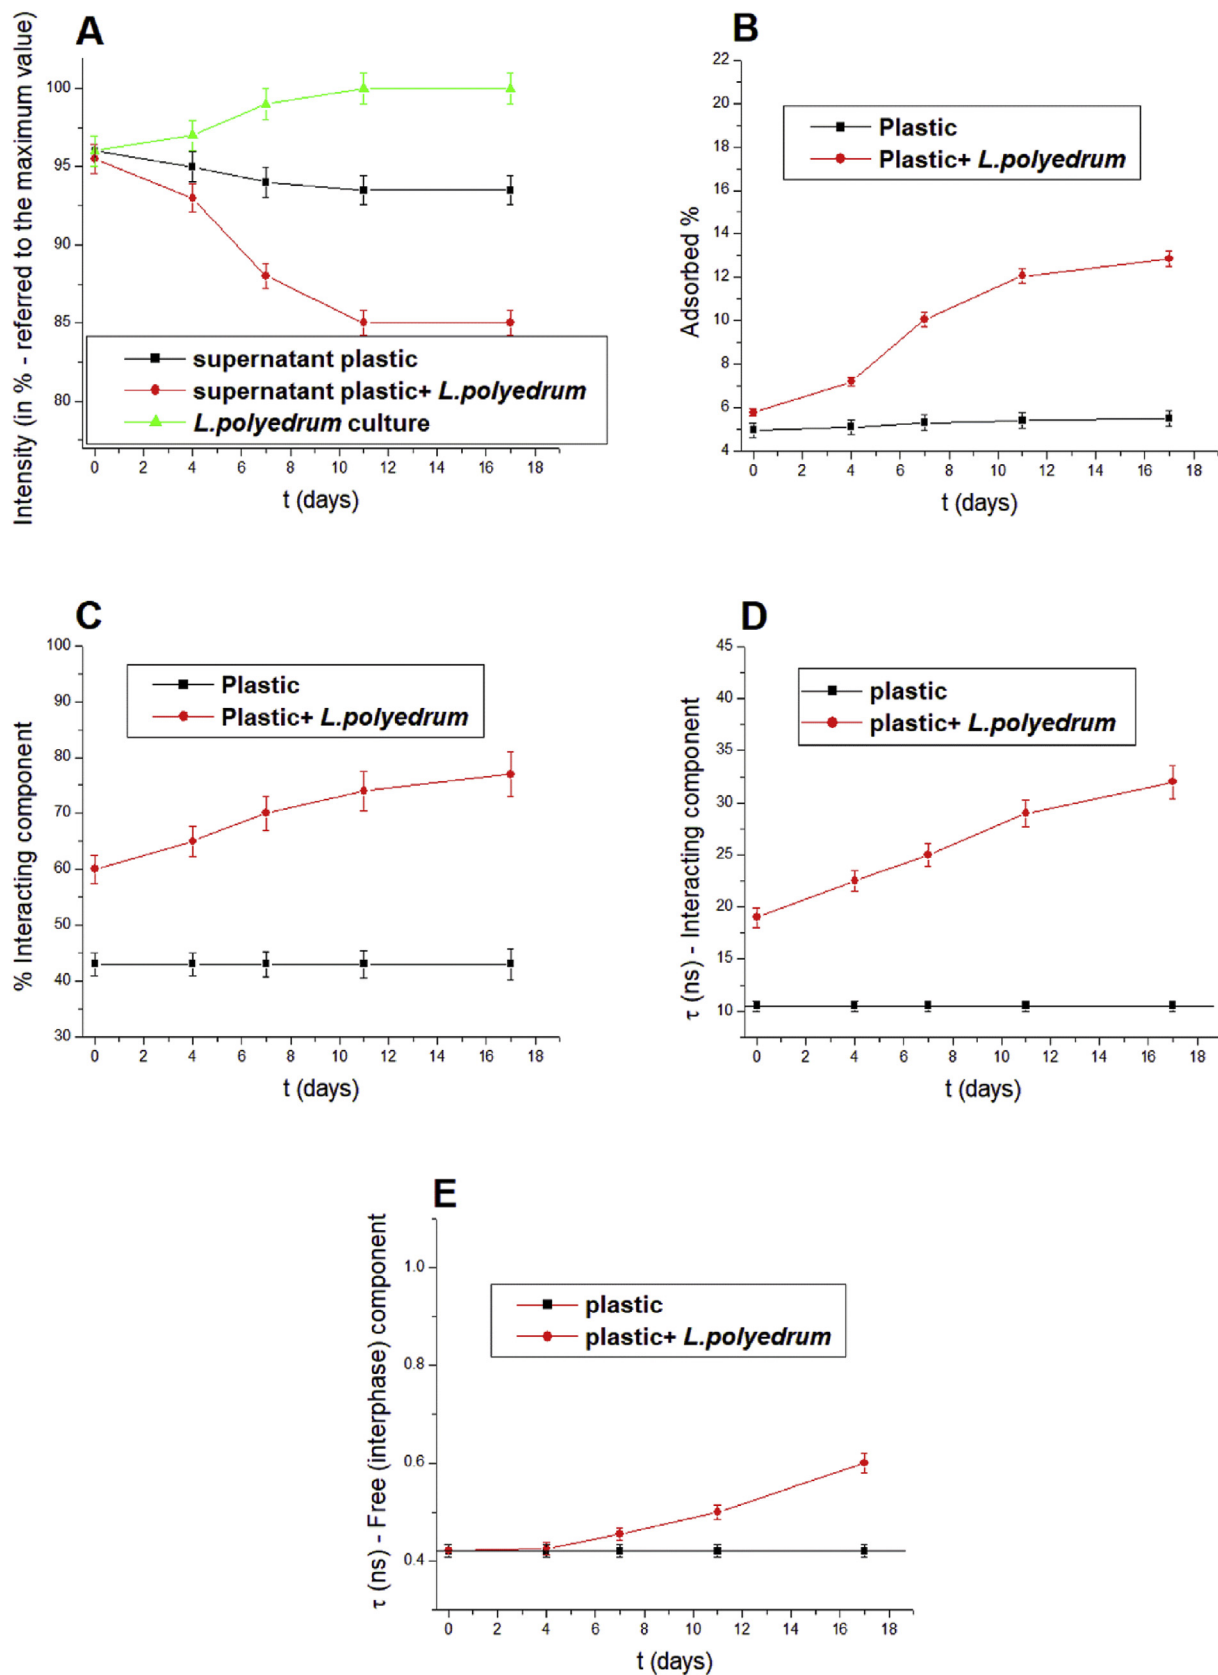 A
Intensity (in % - referred to the maximum value)
100
95
90
85
80
supernatant plastic
supernatant plastic+ L.polyedrum
L.polyedrum culture
0 2 4 6 8 10 12 14 16 18
t (days)
B
Adsorbed %
22
20
18
16
14
12
10
8
6
4
Plastic
Plastic+ L.polyedrum
0 2 4 6 8 10 12 14 16 18
t (days)
C
% Interacting component
100
90
80
70
60
50
40
30
Plastic
Plastic+ L.polyedrum
0 2 4 6 8 10 12 14 16 18
t (days)
D
τ (ns) - Interacting component
45
40
35
30
25
20
15
10
plastic
plastic+ L.polyedrum
0 2 4 6 8 10 12 14 16 18
t (days)
E
τ (ns) - Free (interphase) component
1.0
0.8
0.6
0.4
plastic
plastic+ L.polyedrum
0 2 4 6 8 10 12 14 16 18
t (days)